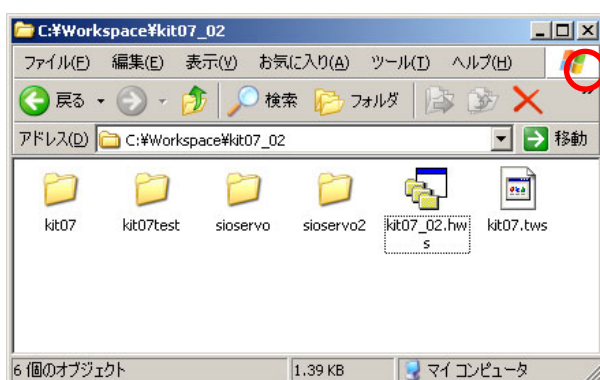 C:¥Workspace¥kit07_02
ファイル(F) 編集(E) 表示(V) お気に入り(A) ツール(T) ヘルプ(H)
戻る 検索 フォルダ »
アドレス(D) C:¥Workspace¥kit07_02 移動
kit07 kit07test sioservo sioservo2 kit07_02.hw kit07.tws
s
6 個のオブジェクト 1.39 KB マイ コンピュータ